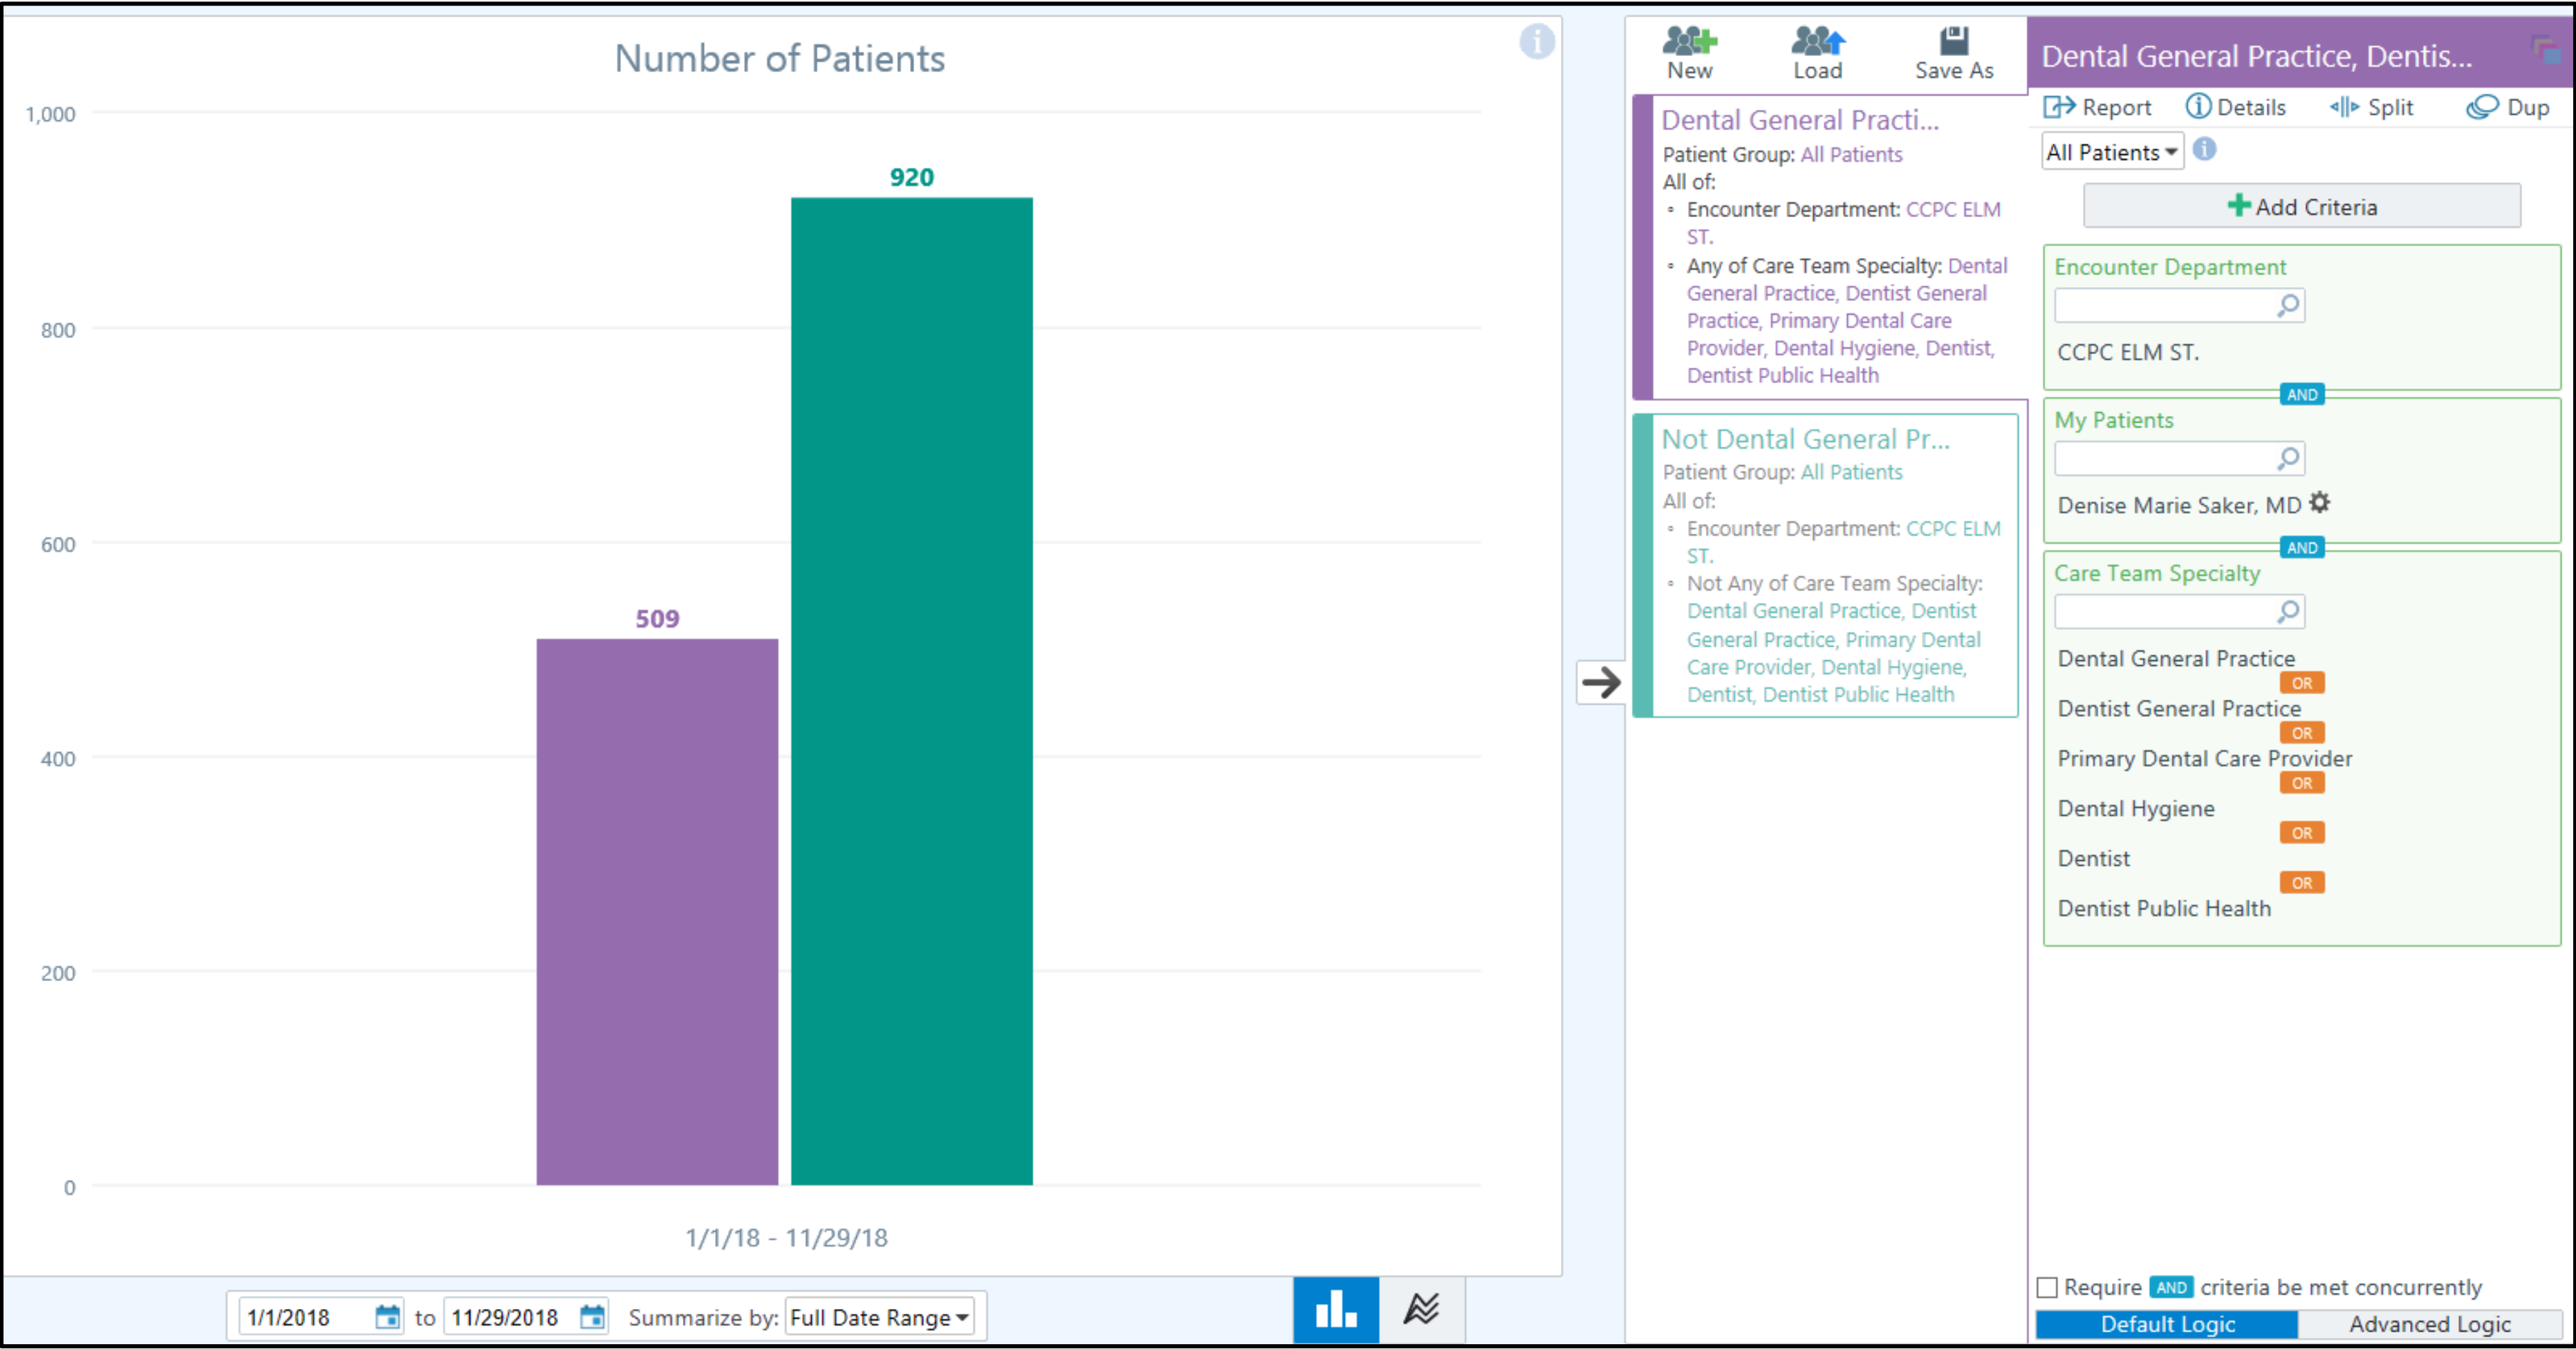 Number of Patients
1,000
800
600
400
200
0
509
920
1/1/18 - 11/29/18
1/1/2018 to 11/29/2018 Summarize by: Full Date Range
New Load Save As
Dental General Practi...
Patient Group: All Patients
All of:
◦ Encounter Department: CCPC ELM
ST.
◦ Any of Care Team Specialty: Dental
General Practice, Dentist General
Practice, Primary Dental Care
Provider, Dental Hygiene, Dentist,
Dentist Public Health
Not Dental General Pr...
Patient Group: All Patients
All of:
◦ Encounter Department: CCPC ELM
ST.
◦ Not Any of Care Team Specialty:
Dental General Practice, Dentist
General Practice, Primary Dental
Care Provider, Dental Hygiene,
Dentist, Dentist Public Health
Dental General Practice, Dentis...
Report Details Split Dup
All Patients
Add Criteria
Encounter Department
CCPC ELM ST.
AND
My Patients
Denise Marie Saker, MD
AND
Care Team Specialty
Dental General Practice
OR
Dentist General Practice
OR
Primary Dental Care Provider
OR
Dental Hygiene
OR
Dentist
OR
Dentist Public Health
Require AND criteria be met concurrently
Default Logic Advanced Logic